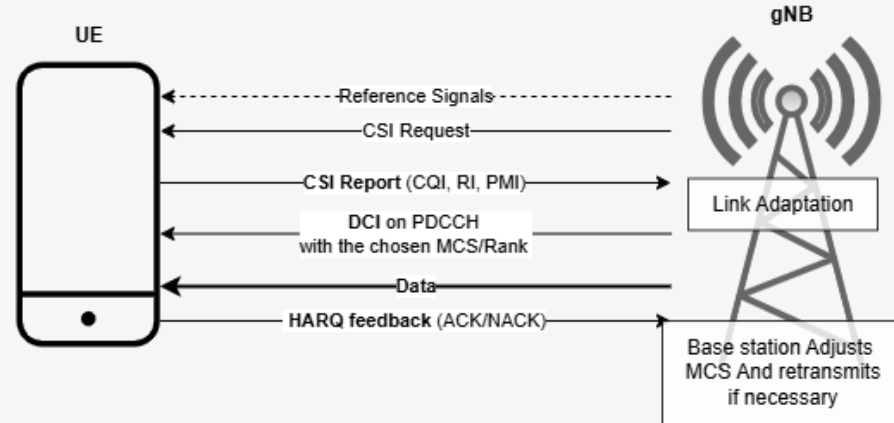 UE
gNB
Reference Signals
CSI Request
CSI Report (CQI, RI, PMI)
Link Adaptation
DCI on PDCCH
with the chosen MCS/Rank
Data
HARQ feedback (ACK/NACK)
Base station Adjusts
MCS And retransmits
if necessary